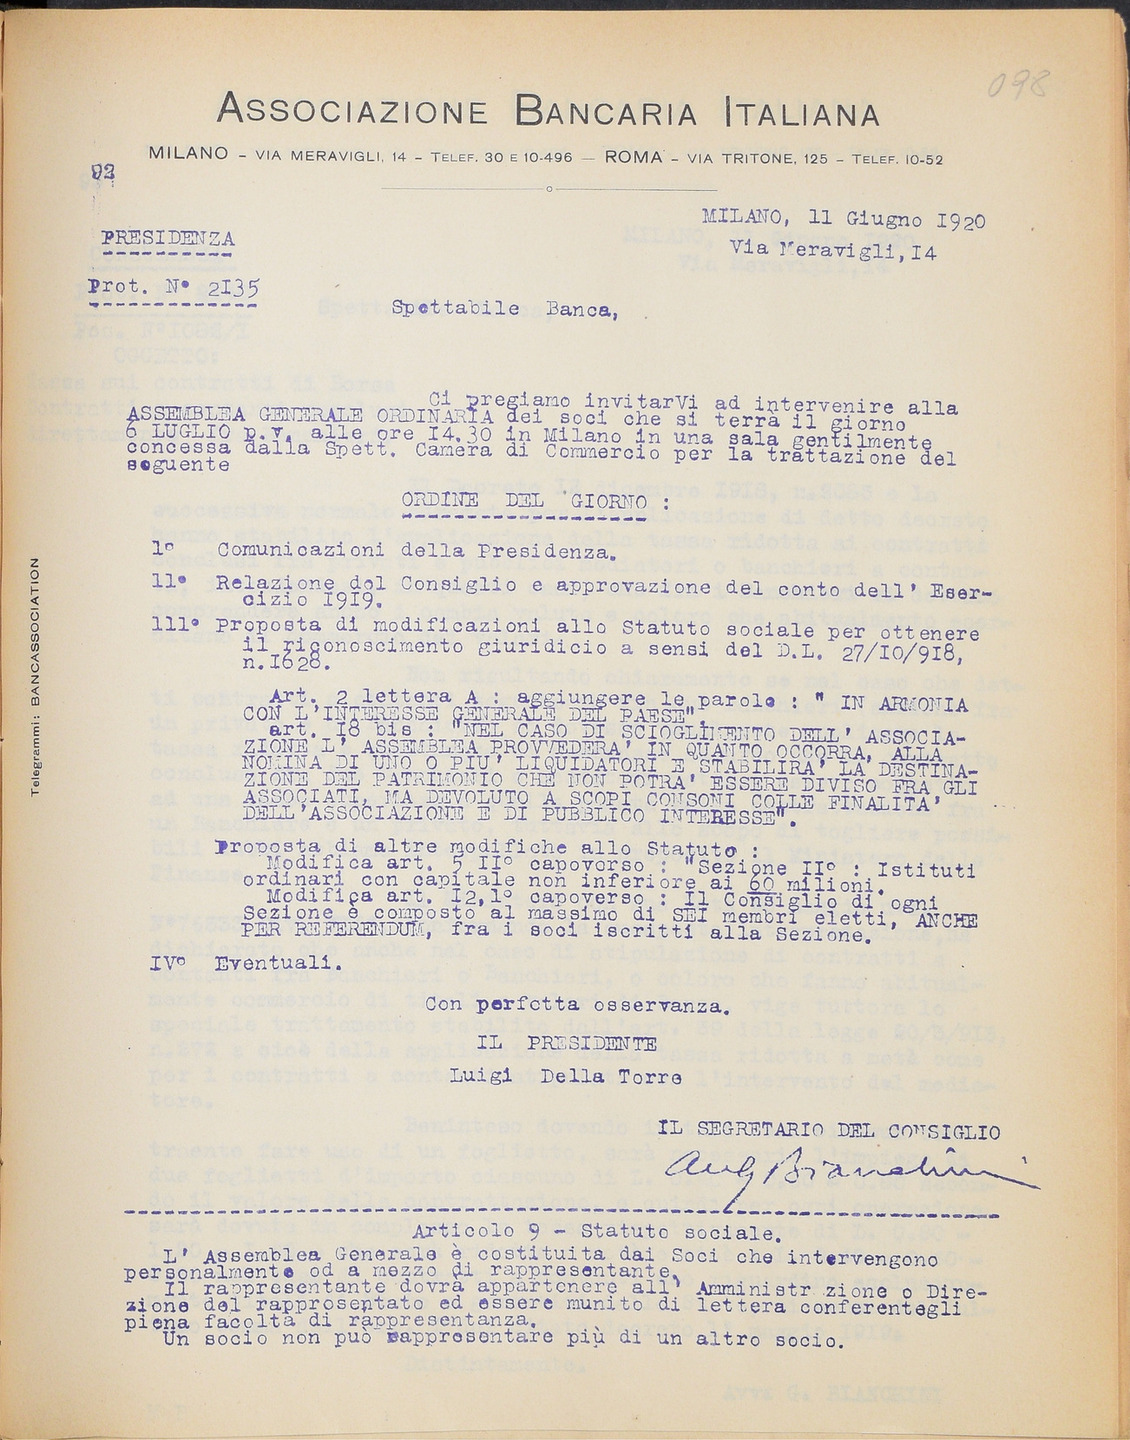 098
ASSOCIAZIONE BANCARIA ITALIANA
MILANO – VIA MERAVIGLI, 14 – TELEF. 30 E 10-496 — ROMA – VIA TRITONE, 125 – TELEF. 10-52
92
MILANO, 11 Giugno 1920
Via Meravigli, 14
PRESIDENZA
Prot. N° 2135
Spettabile Banca,
Ci pregiamo invitarVi ad intervenire alla
ASSEMBLEA GENERALE ORDINARIA dei soci che si terrà il giorno
6 LUGLIO p.v. alle ore 14.30 in Milano in una sala gentilmente
concessa dalla Spett. Camera di Commercio per la trattazione del
seguente
ORDINE DEL GIORNO :
1° Comunicazioni della Presidenza.
11° Relazione del Consiglio e approvazione del conto dell' Eser-
cizio 1919.
111° Proposta di modificazioni allo Statuto sociale per ottenere
il riconoscimento giuridicio a sensi del D.L. 27/10/918,
n.1628.
Art. 2 lettera A : aggiungere le parole : " IN ARMONIA
CON L'INTERESSE GENERALE DEL PAESE".
art. 18 bis : "NEL CASO DI SCIOGLIMENTO DELL' ASSOCIA-
ZIONE L' ASSEMBLEA PROVVEDERA' IN QUANTO OCCORRA, ALLA
NOMINA DI UNO O PIU' LIQUIDATORI E STABILIRA' LA DESTINA-
ZIONE DEL PATRIMONIO CHE NON POTRA' ESSERE DIVISO FRA GLI
ASSOCIATI, MA DEVOLUTO A SCOPI CONSONI COLLE FINALITA'
DELL'ASSOCIAZIONE E DI PUBBLICO INTERESSE".
Proposta di altre modifiche allo Statuto :
Modifica art. 5 II° capoverso : "Sezione II° : Istituti
ordinari con capitale non inferiore ai 60 milioni.
Modifica art. 12,1° capoverso : Il Consiglio di ogni
Sezione è composto al massimo di SEI membri eletti, ANCHE
PER REFERENDUM, fra i soci iscritti alla Sezione.
IV° Eventuali.
Con perfetta osservanza.
IL PRESIDENTE
Luigi Della Torre
IL SEGRETARIO DEL CONSIGLIO
Avv G Bianchini
Articolo 9 – Statuto sociale.
L' Assemblea Generale è costituita dai Soci che intervengono
personalmente od a mezzo di rappresentante.
Il rappresentante dovrà appartenere all' Amministr zione o Dire-
zione del rappresentato ed essere munito di lettera conferentegli
piena facoltà di rappresentanza.
Un socio non può rappresentare più di un altro socio.
Telegrammi: BANCASSOCIATION